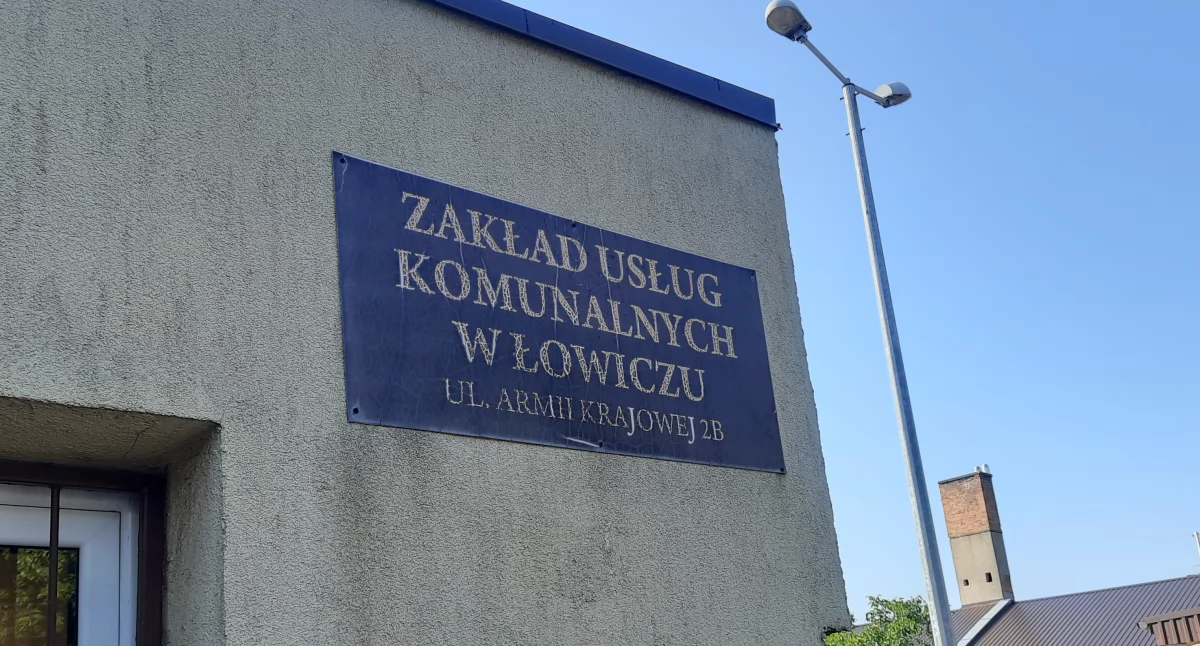 ZAKŁAD USŁUG
KOMUNALNYCH
W ŁOWICZU
UL. ARMII KRAJOWEJ 2B